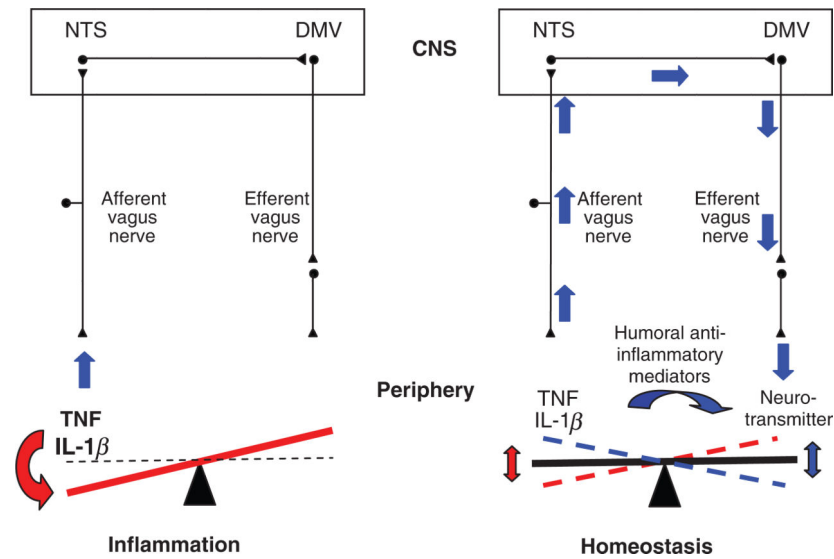 NTS
DMV
CNS
NTS
DMV
Afferent
vagus
nerve
Efferent
vagus
nerve
Afferent
vagus
nerve
Efferent
vagus
nerve
Humoral anti-
inflammatory
mediators
Periphery
TNF
IL-1β
TNF
IL-1β
Neuro-
transmitter
Inflammation
Homeostasis